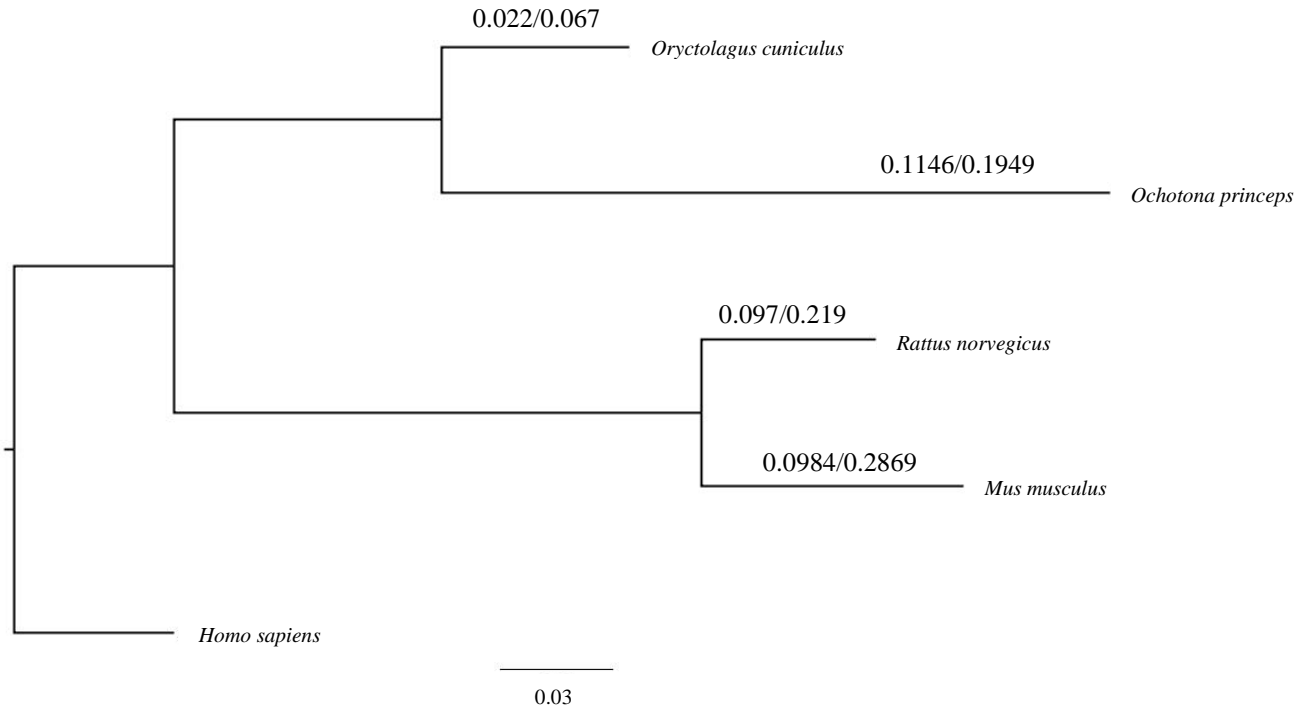 0.022/0.067
Oryctolagus cuniculus
0.1146/0.1949
Ochotona princeps
0.097/0.219
Rattus norvegicus
0.0984/0.2869
Mus musculus
Homo sapiens
0.03